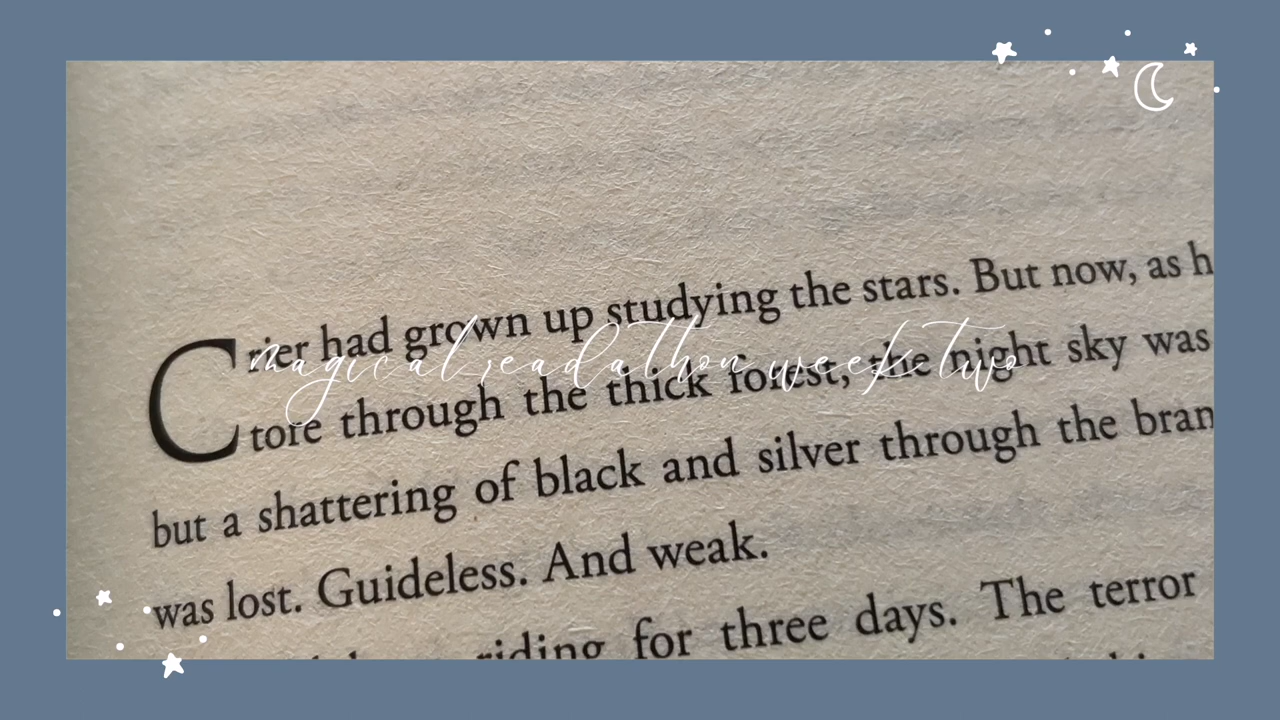 Crier had grown up studying the stars. But now, as h
tore through the thick forest, the night sky was
but a shattering of black and silver through the bran
was lost. Guideless. And weak.
riding for three days. The terror
magical readathon week two